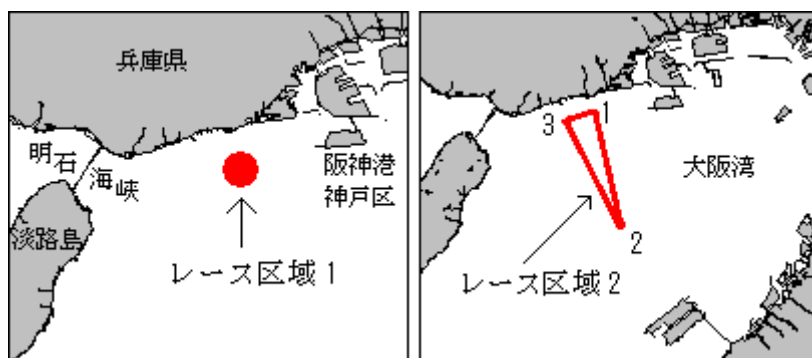 兵庫県
明石
海峡
淡路島
阪神港
神戸区
レース区域1
3
1
大阪湾
2
レース区域2